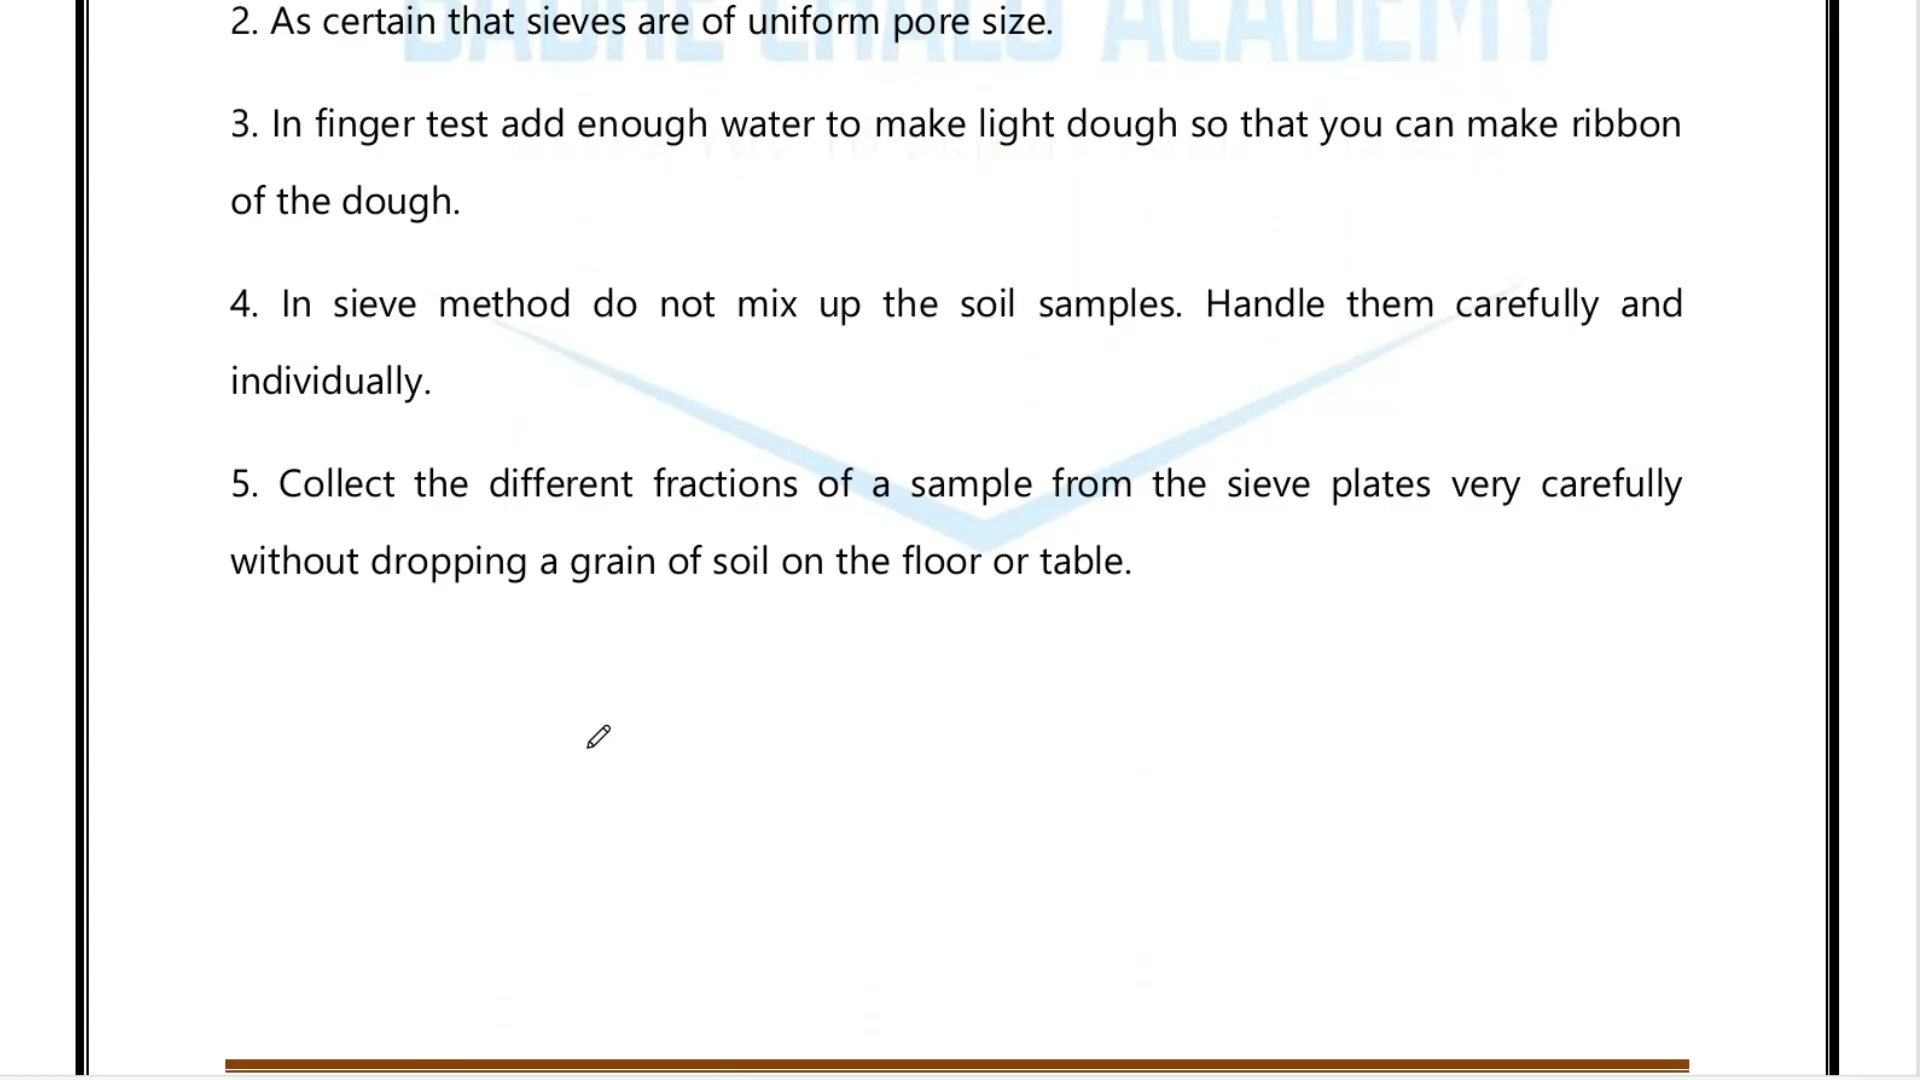 2. As certain that sieves are of uniform pore size.
BADHE CHALO ACADEMY
3. In finger test add enough water to make light dough so that you can make ribbon
of the dough.
4. In sieve method do not mix up the soil samples. Handle them carefully and
individually.
5. Collect the different fractions of a sample from the sieve plates very carefully
without dropping a grain of soil on the floor or table.